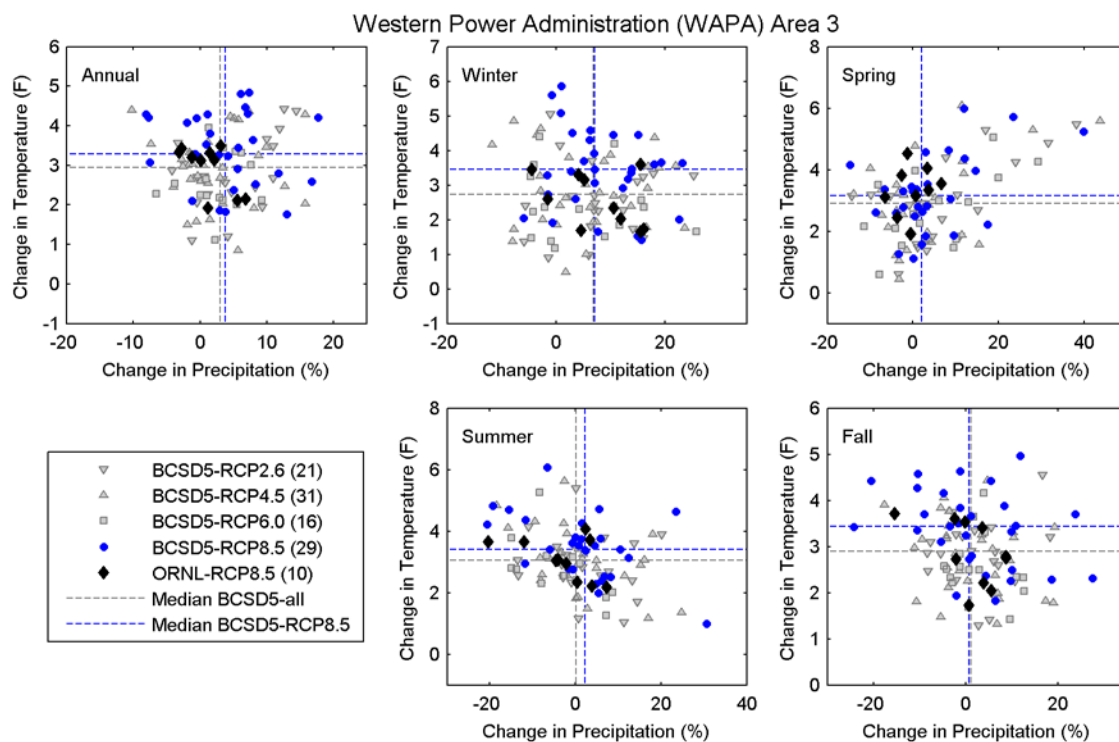 Western Power Administration (WAPA) Area 3
Annual
Change in Temperature (F)
6
5
4
3
2
1
0
-1
-20
-10
0
10
20
Change in Precipitation (%)
Winter
Change in Temperature (F)
7
6
5
4
3
2
1
0
-1
-20
0
20
Change in Precipitation (%)
Spring
Change in Temperature (F)
8
6
4
2
0
-20
0
20
40
Change in Precipitation (%)
BCSD5-RCP2.6 (21)
BCSD5-RCP4.5 (31)
BCSD5-RCP6.0 (16)
BCSD5-RCP8.5 (29)
ORNL-RCP8.5 (10)
Median BCSD5-all
Median BCSD5-RCP8.5
Summer
Change in Temperature (F)
8
6
4
2
0
-20
0
20
40
Change in Precipitation (%)
Fall
Change in Temperature (F)
6
5
4
3
2
1
0
-20
0
20
Change in Precipitation (%)